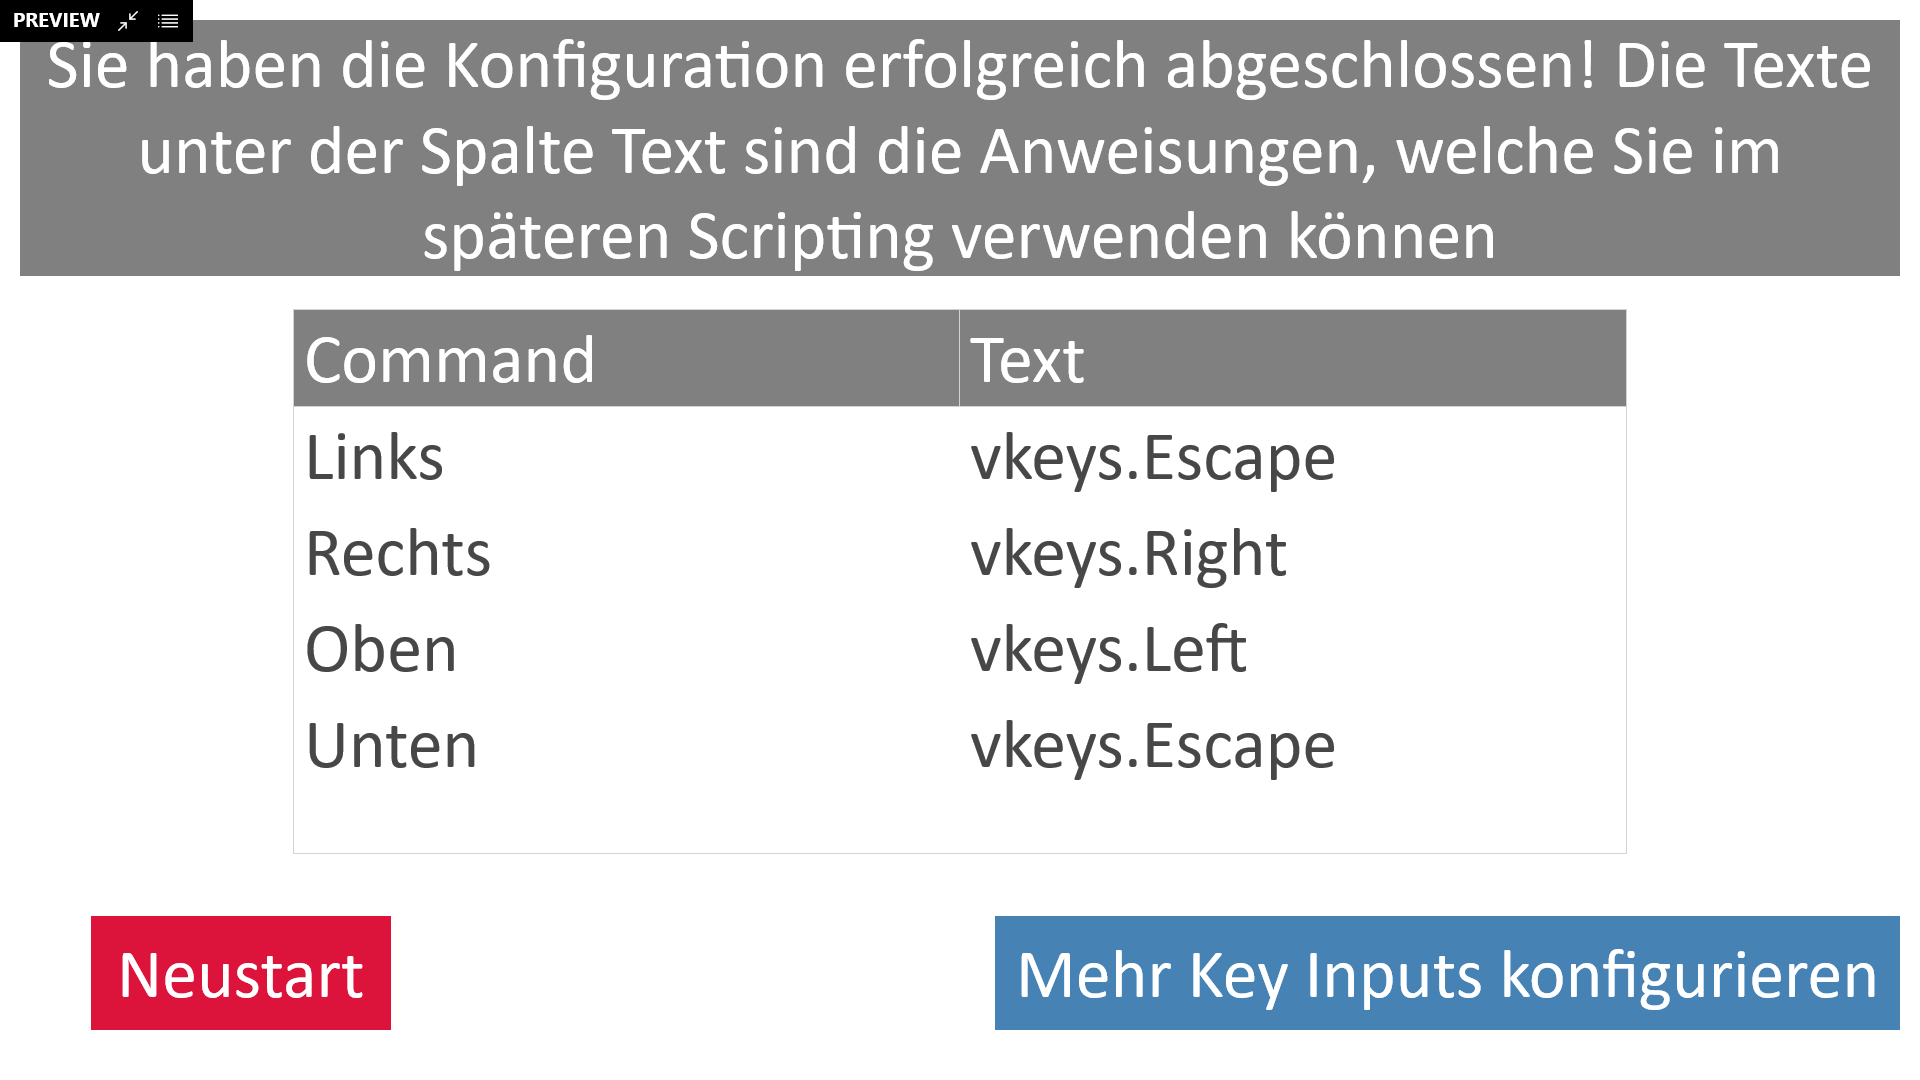 PREVIEW
Sie haben die Konfiguration erfolgreich abgeschlossen! Die Texte
unter der Spalte Text sind die Anweisungen, welche Sie im
späteren Scripting verwenden können
Command Text
Links vkeys.Escape
Rechts vkeys.Right
Oben vkeys.Left
Unten vkeys.Escape
Neustart Mehr Key Inputs konfigurieren